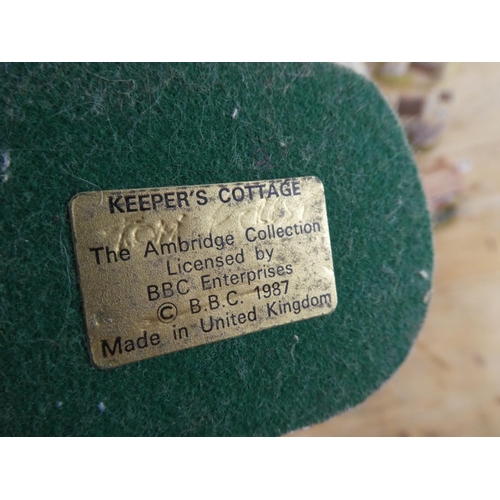 KEEPER'S COTTAGE
The Ambridge Collection
Licensed by
BBC Enterprises
© B.B.C. 1987
Made in United Kingdom